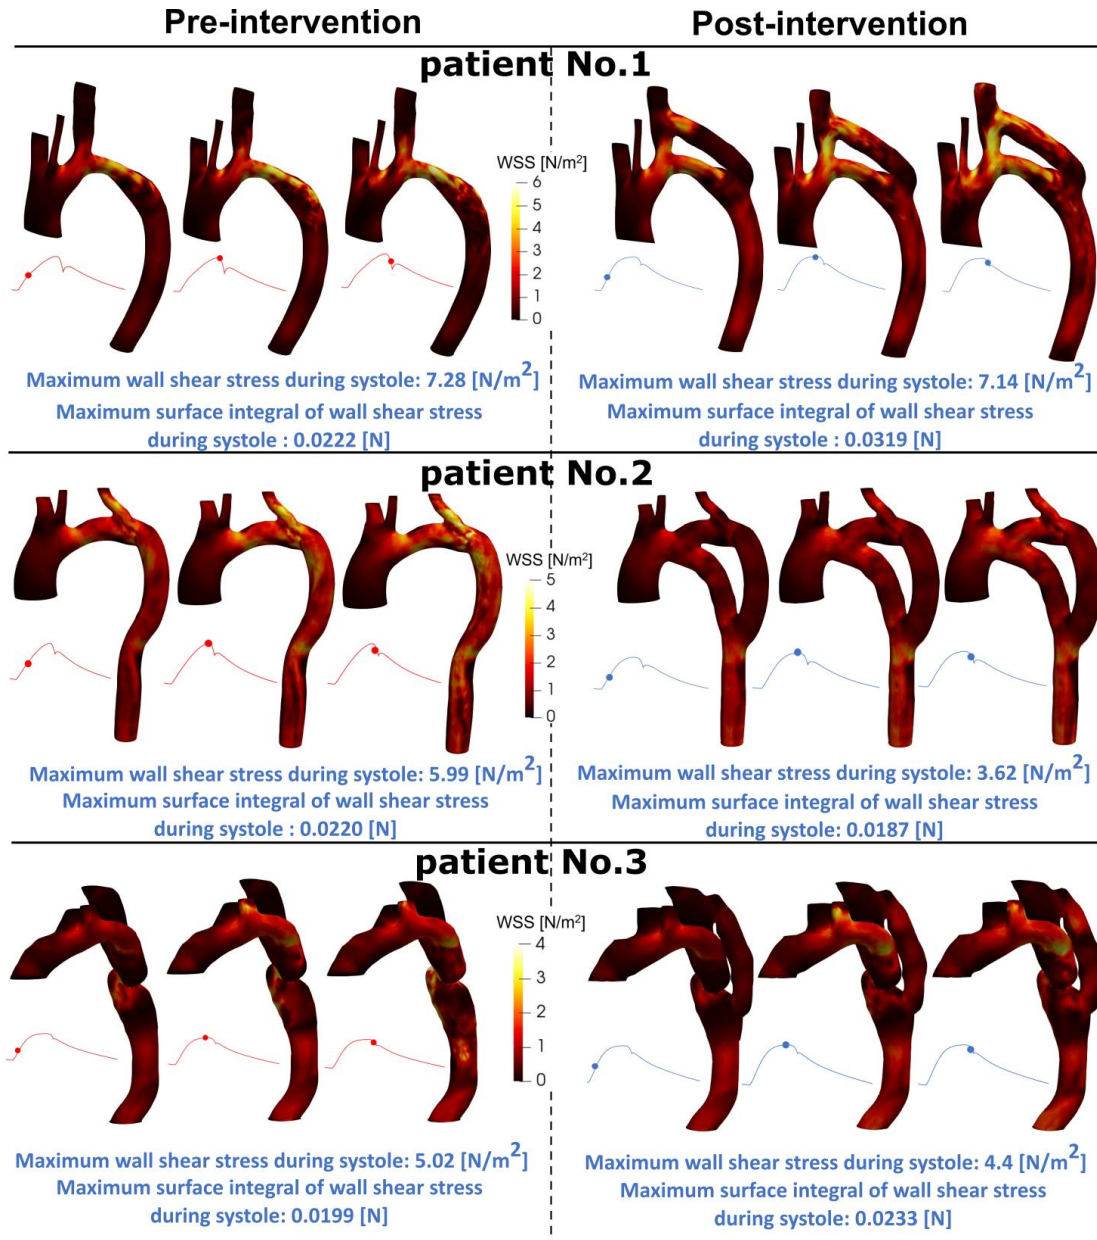 Pre-intervention
Post-intervention
patient No.1
WSS [N/m²]
6
5
4
3
2
1
0
Maximum wall shear stress during systole: 7.28 [N/m²]
Maximum surface integral of wall shear stress
during systole : 0.0222 [N]
Maximum wall shear stress during systole: 7.14 [N/m²]
Maximum surface integral of wall shear stress
during systole : 0.0319 [N]
patient No.2
WSS [N/m²]
5
4
3
2
1
0
Maximum wall shear stress during systole: 5.99 [N/m²]
Maximum surface integral of wall shear stress
during systole : 0.0220 [N]
Maximum wall shear stress during systole: 3.62 [N/m²]
Maximum surface integral of wall shear stress
during systole: 0.0187 [N]
patient No.3
WSS [N/m²]
4
3
2
1
0
Maximum wall shear stress during systole: 5.02 [N/m²]
Maximum surface integral of wall shear stress
during systole: 0.0199 [N]
Maximum wall shear stress during systole: 4.4 [N/m²]
Maximum surface integral of wall shear stress
during systole: 0.0233 [N]